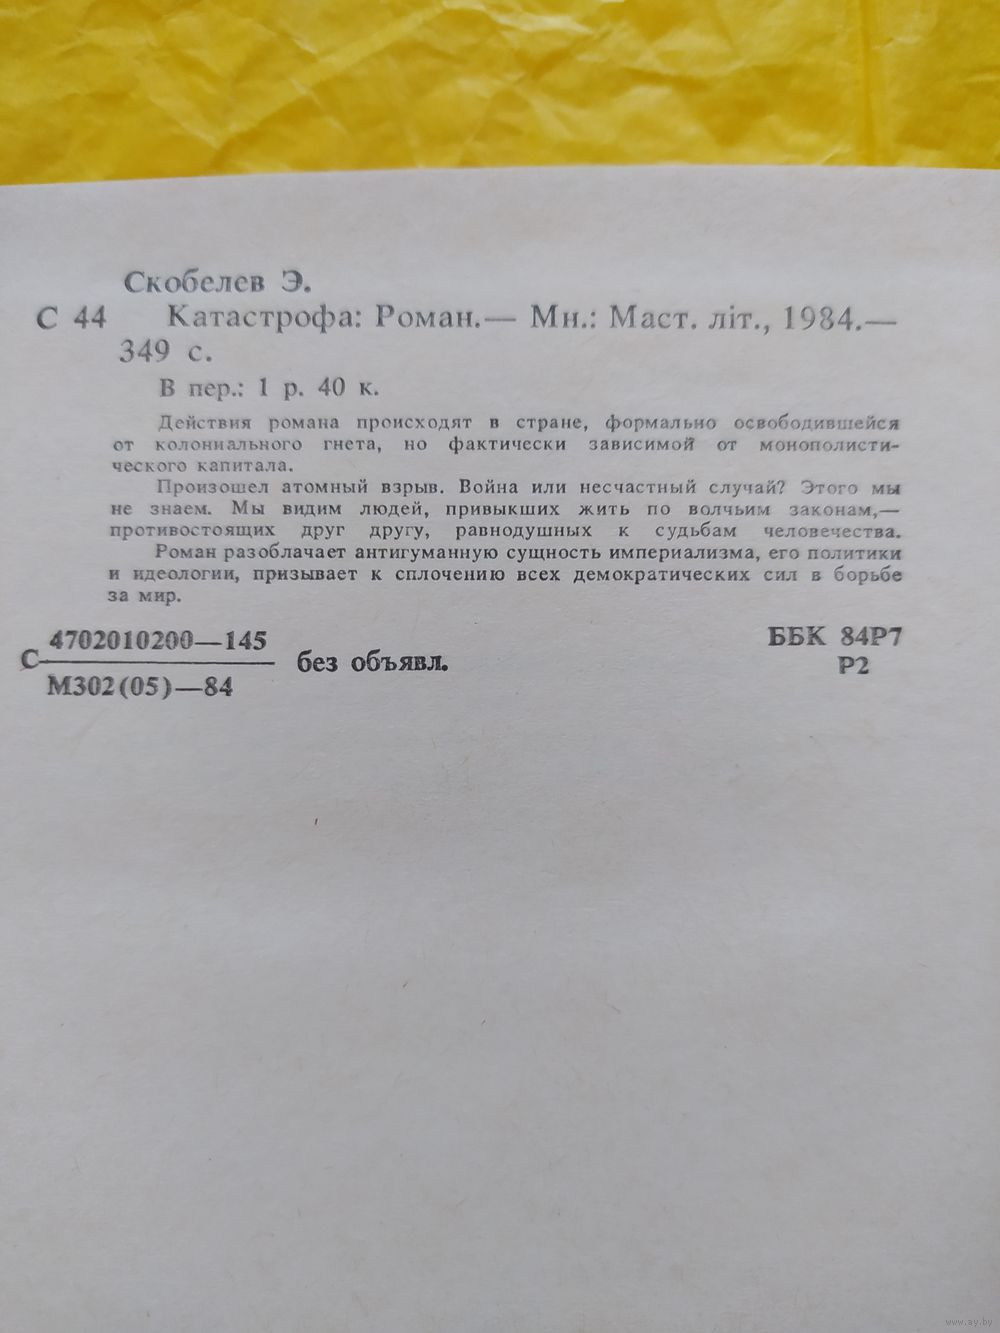 Скобелев Э.
С 44 Катастрофа: Роман.— Мн.: Маст. літ., 1984.—
349 с.
В пер.: 1 р. 40 к.
Действия романа происходят в стране, формально освободившейся
от колониального гнета, но фактически зависимой от монополисти-
ческого капитала.
Произошел атомный взрыв. Война или несчастный случай? Этого мы
не знаем. Мы видим людей, привыкших жить по волчьим законам,—
противостоящих друг другу, равнодушных к судьбам человечества.
Роман разоблачает антигуманную сущность империализма, его политики
и идеологии, призывает к сплочению всех демократических сил в борьбе
за мир.
4702010200—145
С без объявл.
М302(05)—84
ББК 84Р7
Р2
www.ay.by